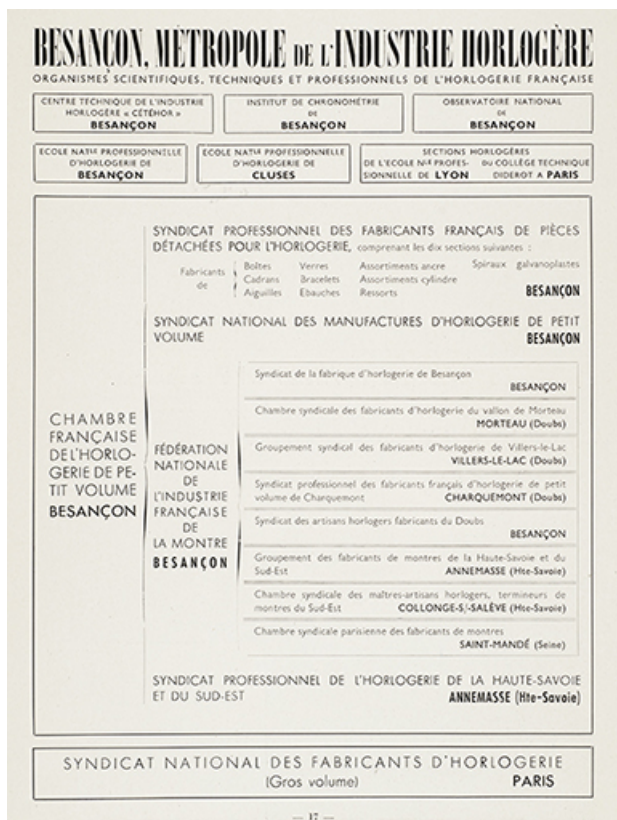 BESANÇON, MÉTROPOLE DE L'INDUSTRIE HORLOGÈRE
ORGANISMES SCIENTIFIQUES, TECHNIQUES ET PROFESSIONNELS DE L'HORLOGERIE FRANÇAISE
CENTRE TECHNIQUE DE L'INDUSTRIE
HORLOGÈRE « CÉTÉHOR »
BESANÇON
INSTITUT DE CHRONOMÉTRIE
DE
BESANÇON
OBSERVATOIRE NATIONAL
DE
BESANÇON
ECOLE NATLE PROFESSIONNELLE
D'HORLOGERIE DE
BESANÇON
ECOLE NATLE PROFESSIONNELLE
D'HORLOGERIE DE
CLUSES
SECTIONS HORLOGÈRES
DE L'ECOLE NLE PROFES-
SIONNELLE DE LYON
DU COLLÈGE TECHNIQUE
DIDEROT A PARIS
CHAMBRE
FRANÇAISE
DE L'HORLO-
GERIE DE PE-
TIT VOLUME
BESANÇON
SYNDICAT PROFESSIONNEL DES FABRICANTS FRANÇAIS DE PIÈCES
DÉTACHÉES POUR L'HORLOGERIE, comprenant les dix sections suivantes :
Fabricants
de
Boîtes
Cadrans
Aiguilles
Verres
Bracelets
Ebauches
Assortiments ancre
Assortiments cylindre
Ressorts
Spiraux galvanoplastes
BESANÇON
SYNDICAT NATIONAL DES MANUFACTURES D'HORLOGERIE DE PETIT
VOLUME BESANÇON
FÉDÉRATION
NATIONALE
DE
L'INDUSTRIE
FRANÇAISE
DE
LA MONTRE
BESANÇON
Syndicat de la fabrique d'horlogerie de Besançon
BESANÇON
Chambre syndicale des fabricants d'horlogerie du vallon de Morteau
MORTEAU (Doubs)
Groupement syndical des fabricants d'horlogerie de Villers-le-Lac
VILLERS-LE-LAC (Doubs)
Syndicat professionnel des fabricants français d'horlogerie de petit
volume de Charquemont CHARQUEMONT (Doubs)
Syndicat des artisans horlogers fabricants du Doubs
BESANÇON
Groupement des fabricants de montres de la Haute-Savoie et du
Sud-Est ANNEMASSE (Hte-Savoie)
Chambre syndicale des maîtres-artisans horlogers, termineurs de
montres du Sud-Est COLLONGE-S/-SALÈVE (Hte-Savoie)
Chambre syndicale parisienne des fabricants de montres
SAINT-MANDÉ (Seine)
SYNDICAT PROFESSIONNEL DE L'HORLOGERIE DE LA HAUTE-SAVOIE
ET DU SUD-EST ANNEMASSE (Hte-Savoie)
SYNDICAT NATIONAL DES FABRICANTS D'HORLOGERIE
(Gros volume) PARIS
— 17 —